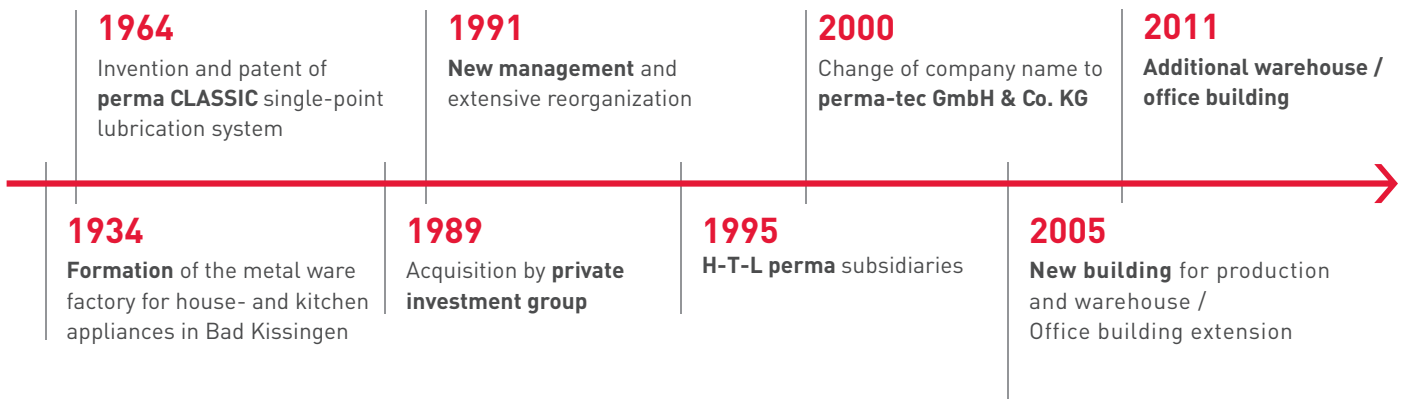 1964
Invention and patent of
perma CLASSIC single-point
lubrication system
1991
New management and
extensive reorganization
2000
Change of company name to
perma-tec GmbH & Co. KG
2011
Additional warehouse /
office building
1934
Formation of the metal ware
factory for house- and kitchen
appliances in Bad Kissingen
1989
Acquisition by private
investment group
1995
H-T-L perma subsidiaries
2005
New building for production
and warehouse /
Office building extension